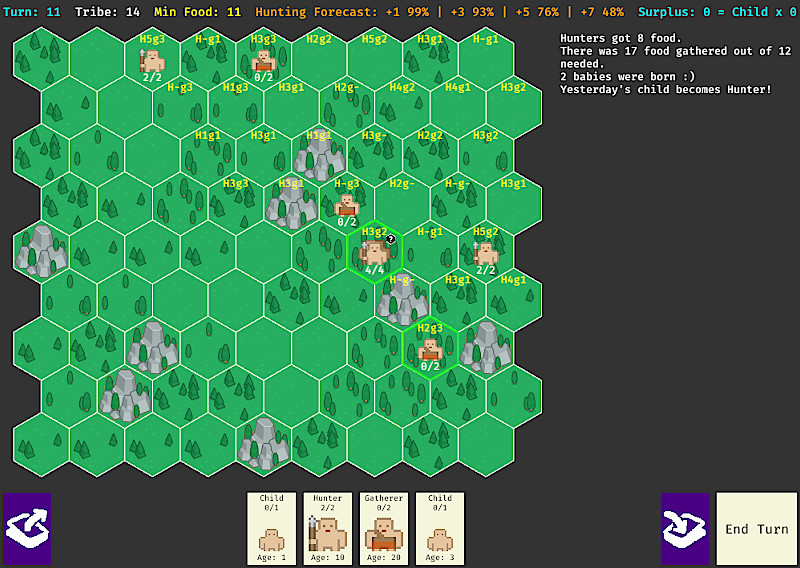 Turn: 11 Tribe: 14 Min Food: 11 Hunting Forecast: +1 99% | +3 93% | +5 76% | +7 48% Surplus: 0 = Child x 0
Hunters got 8 food.
There was 17 food gathered out of 12
needed.
2 babies were born :)
Yesterday's child becomes Hunter!
H5g3 H-g1 H3g3 H2g2 H5g2 H3g1 H-g1
2/2 0/2
H-g3 H1g3 H3g1 H2g- H4g2 H4g1 H3g2
H1g1 H3g1 H1g1 H3g- H2g2 H3g2
H3g3 H3g1 H-g3 H2g- H-g- H3g1
0/2
H3g2 H-g1 H5g2
?
4/4 2/2
H-g- H3g1 H4g1
H2g3
0/2
Child Hunter Gatherer Child
0/1 2/2 0/2 0/1
Age: 1 Age: 10 Age: 20 Age: 3
End Turn